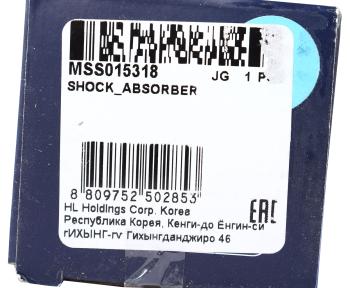 MSS015318 JG 1 P
SHOCK_ABSORBER
8 809752 502853
HL Holdings Corp. Korea
Республика Корея, Кенги-до Ёнгин-си
гИХЫНГ-гу Гихынгданджиро 46
EAC